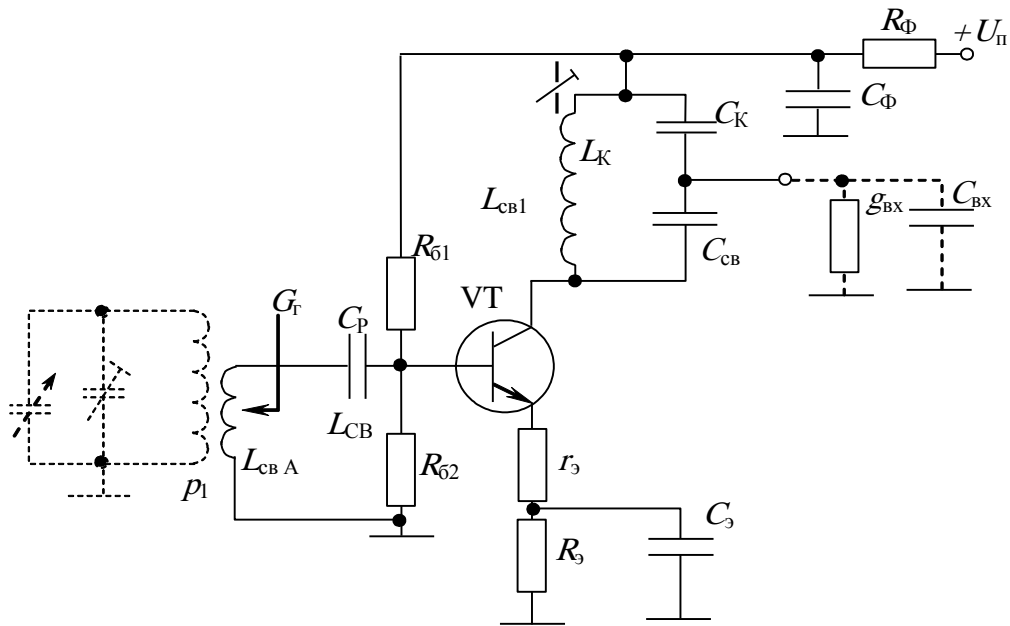 R_Ф
+U_п
C_Ф
C_К
L_К
L_св1
g_вх
C_вх
C_св
R_б1
VT
G_г
C_Р
L_СВ
L_св А
R_б2
p_1
r_э
C_э
R_э